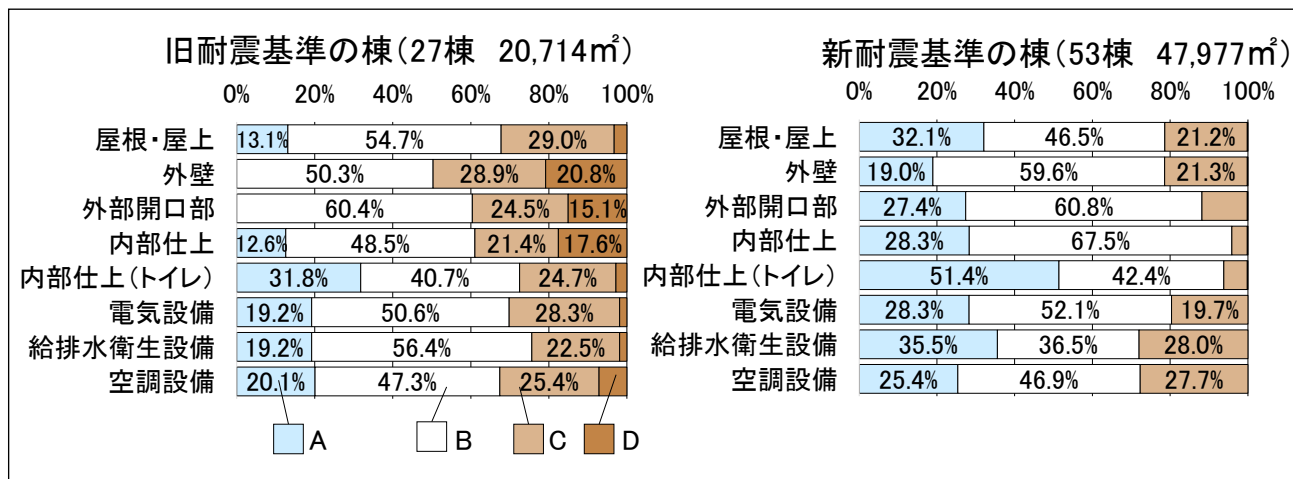 旧耐震基準の棟(27棟 20,714㎡)
0% 20% 40% 60% 80% 100%
屋根・屋上 13.1% 54.7% 29.0%
外壁 50.3% 28.9% 20.8%
外部開口部 60.4% 24.5% 15.1%
内部仕上 12.6% 48.5% 21.4% 17.6%
内部仕上(トイレ) 31.8% 40.7% 24.7%
電気設備 19.2% 50.6% 28.3%
給排水衛生設備 19.2% 56.4% 22.5%
空調設備 20.1% 47.3% 25.4%
A B C D
新耐震基準の棟(53棟 47,977㎡)
0% 20% 40% 60% 80% 100%
屋根・屋上 32.1% 46.5% 21.2%
外壁 19.0% 59.6% 21.3%
外部開口部 27.4% 60.8%
内部仕上 28.3% 67.5%
内部仕上(トイレ) 51.4% 42.4%
電気設備 28.3% 52.1% 19.7%
給排水衛生設備 35.5% 36.5% 28.0%
空調設備 25.4% 46.9% 27.7%